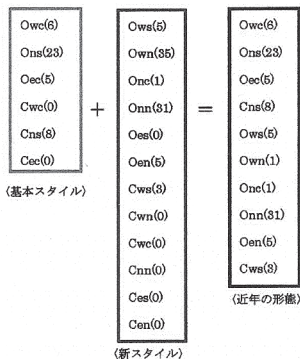 Owc(6)
Ons(23)
Oec(5)
Cwc(0)
Cns(8)
Cec(0)
(基本スタイル)
+
Ows(5)
Own(35)
Onc(1)
Onn(31)
Oes(0)
Oen(5)
Cws(3)
Cwn(0)
Cwc(0)
Cnn(0)
Ces(0)
Cen(0)
(新スタイル)
=
Owc(6)
Ons(23)
Oec(5)
Cns(8)
Ows(5)
Own(1)
Onc(1)
Onn(31)
Oen(5)
Cws(3)
(近年の形態)